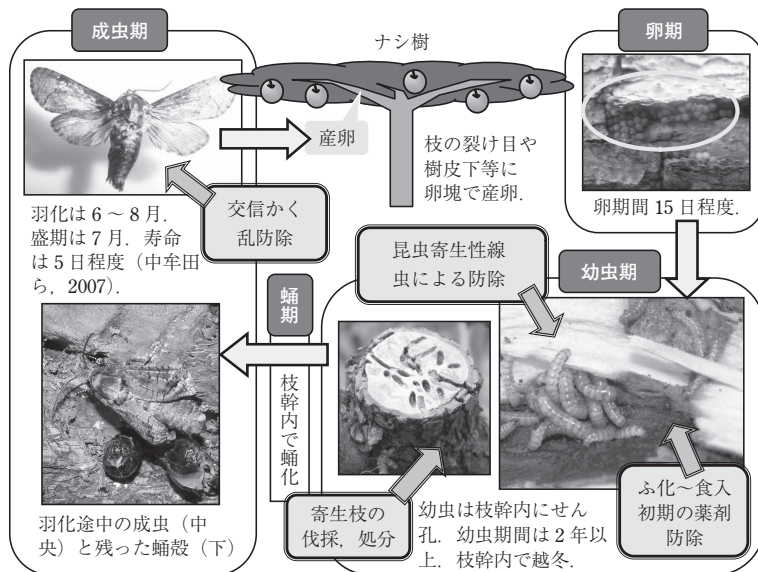 成虫期
ナシ樹
卵期
産卵
枝の裂け目や
樹皮下等に
卵塊で産卵．
卵期間 15 日程度．
交信かく
乱防除
羽化は 6 ～ 8 月．
盛期は 7 月．寿命
は 5 日程度（中牟田
ら，2007）．
昆虫寄生性線
虫による防除
幼虫期
蛹期
枝幹内で蛹化
羽化途中の成虫（中
央）と残った蛹殻（下）
寄生枝の
伐採，処分
幼虫は枝幹内にせん
孔．幼虫期間は 2 年以
上．枝幹内で越冬．
ふ化～食入
初期の薬剤
防除